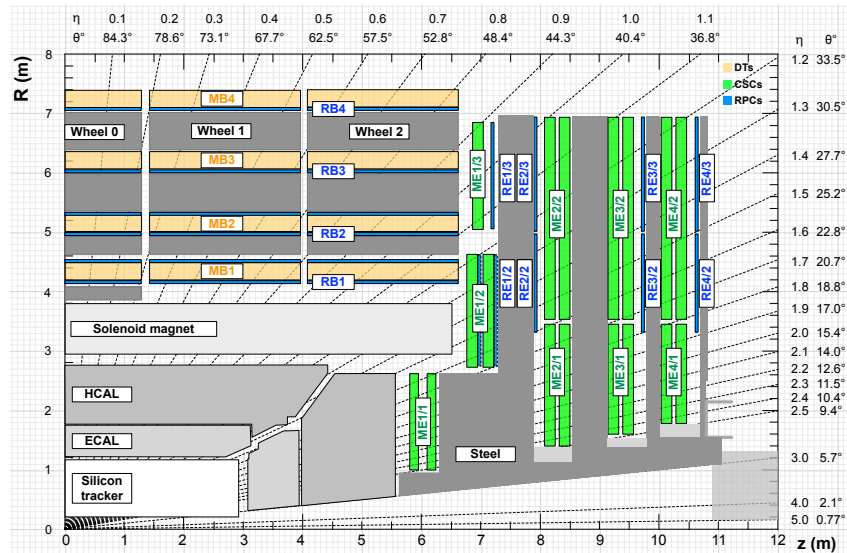 η 0.1 0.2 0.3 0.4 0.5 0.6 0.7 0.8 0.9 1.0 1.1
θ° 84.3° 78.6° 73.1° 67.7° 62.5° 57.5° 52.8° 48.4° 44.3° 40.4° 36.8° η θ°
R (m)
8
7
6
5
4
3
2
1
0
1.2 33.5°
1.3 30.5°
1.4 27.7°
1.5 25.2°
1.6 22.8°
1.7 20.7°
1.8 18.8°
1.9 17.0°
2.0 15.4°
2.1 14.0°
2.2 12.6°
2.3 11.5°
2.4 10.4°
2.5 9.4°
3.0 5.7°
4.0 2.1°
5.0 0.77°
DTs
CSCs
RPCs
MB4
RB4
Wheel 0 Wheel 1 Wheel 2
MB3
RB3
MB2
RB2
MB1
RB1
ME1/3
RE1/3
RE2/3
ME2/2
ME3/2
RE3/3
ME4/2
RE4/3
ME1/2
RE1/2
RE2/2
RE3/2
RE4/2
Solenoid magnet
HCAL
ECAL
Silicon
tracker
ME1/1
ME2/1
ME3/1
ME4/1
Steel
0 1 2 3 4 5 6 7 8 9 10 11 12
z (m)